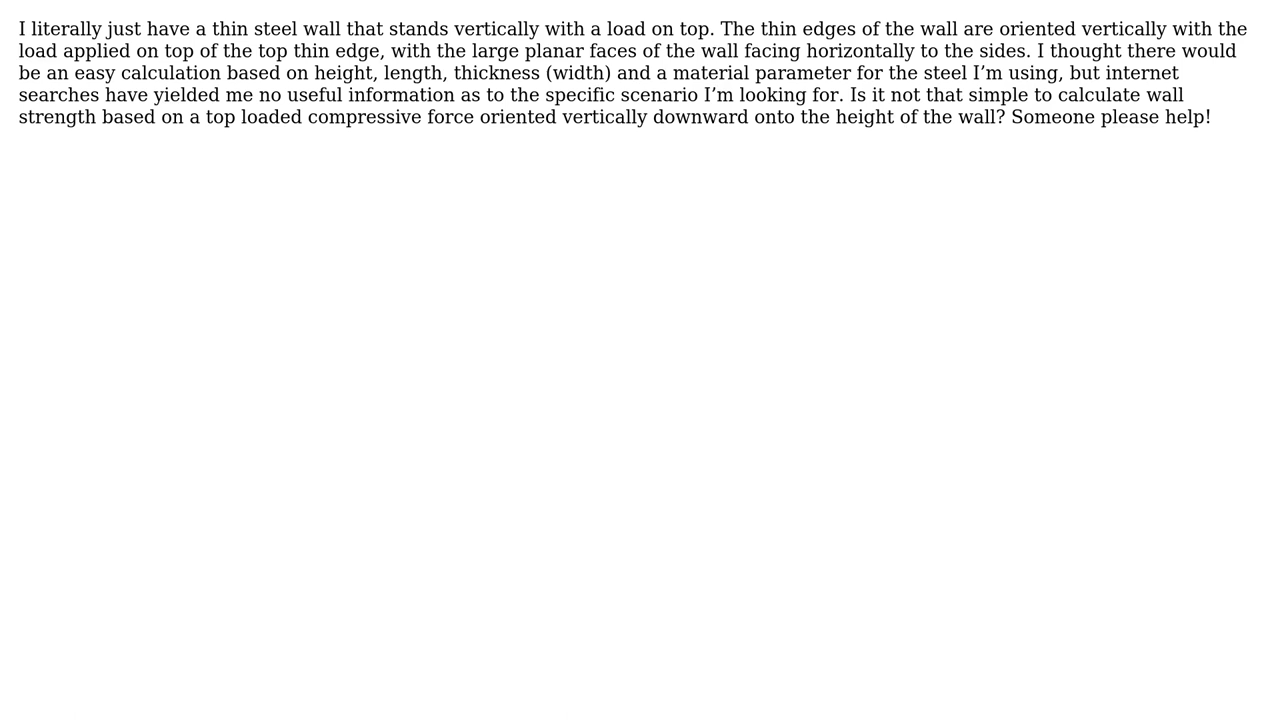 I literally just have a thin steel wall that stands vertically with a load on top. The thin edges of the wall are oriented vertically with the
load applied on top of the top thin edge, with the large planar faces of the wall facing horizontally to the sides. I thought there would
be an easy calculation based on height, length, thickness (width) and a material parameter for the steel I’m using, but internet
searches have yielded me no useful information as to the specific scenario I’m looking for. Is it not that simple to calculate wall
strength based on a top loaded compressive force oriented vertically downward onto the height of the wall? Someone please help!